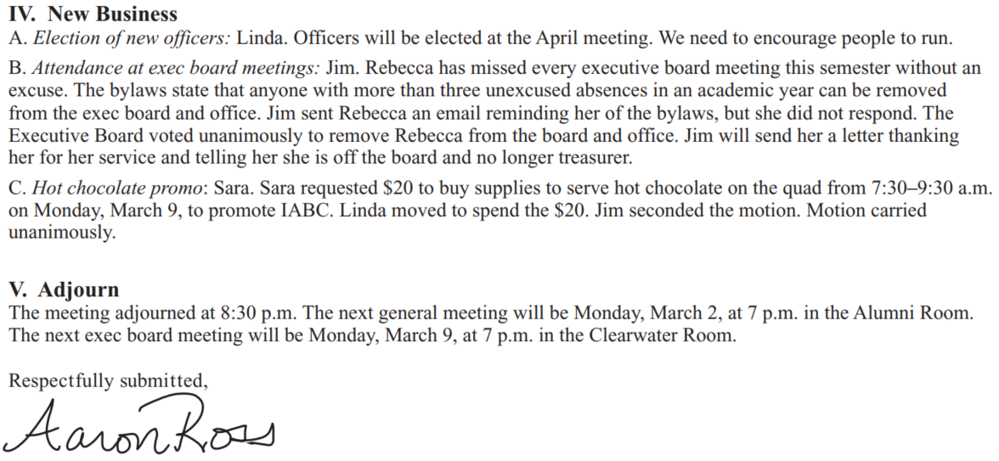 IV. New Business
A. Election of new officers: Linda. Officers will be elected at the April meeting. We need to encourage people to run.
B. Attendance at exec board meetings: Jim. Rebecca has missed every executive board meeting this semester without an
excuse. The bylaws state that anyone with more than three unexcused absences in an academic year can be removed
from the exec board and office. Jim sent Rebecca an email reminding her of the bylaws, but she did not respond. The
Executive Board voted unanimously to remove Rebecca from the board and office. Jim will send her a letter thanking
her for her service and telling her she is off the board and no longer treasurer.
C. Hot chocolate promo: Sara. Sara requested $20 to buy supplies to serve hot chocolate on the quad from 7:30–9:30 a.m.
on Monday, March 9, to promote IABC. Linda moved to spend the $20. Jim seconded the motion. Motion carried
unanimously.
V. Adjourn
The meeting adjourned at 8:30 p.m. The next general meeting will be Monday, March 2, at 7 p.m. in the Alumni Room.
The next exec board meeting will be Monday, March 9, at 7 p.m. in the Clearwater Room.
Respectfully submitted,
Aaron Ross